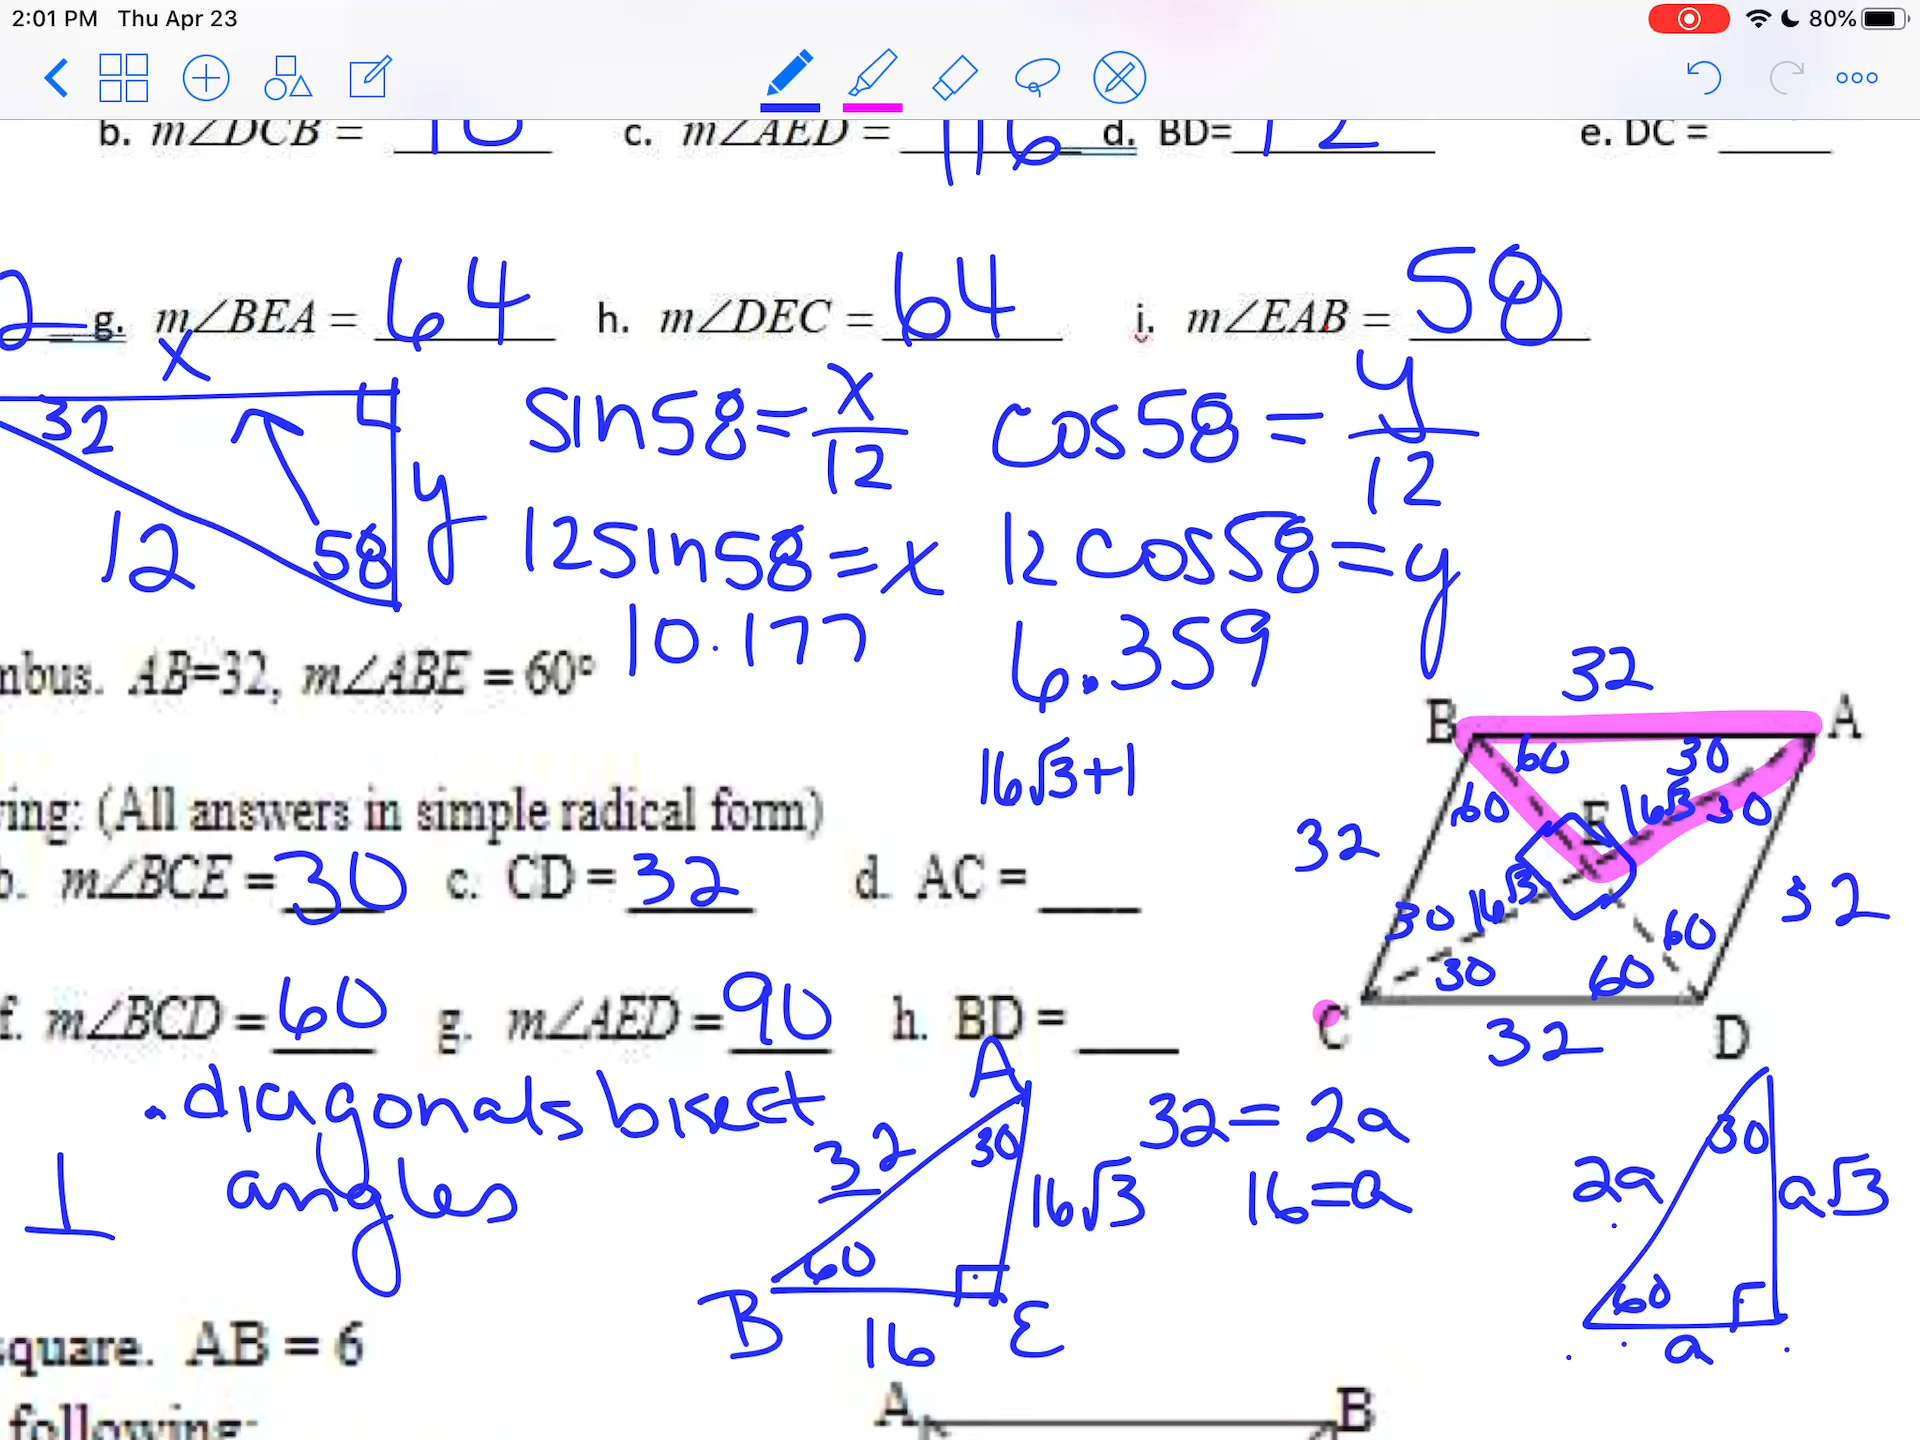 2:01 PM Thu Apr 23 80%
b. m∠DCB = c. m∠AED = 116 d. BD= 12 e. DC =
2 g. m∠BEA = 64 h. m∠DEC = 64 i. m∠EAB = 58
x
32
y
12
58
sin58 = x/12 cos58 = y/12
12sin58 = x 12cos58 = y
10.177 6.359
mbus. AB=32, m∠ABE = 60°
16√3+1
ing: (All answers in simple radical form)
b. m∠BCE = 30 c. CD = 32 d. AC =
f. m∠BCD = 60 g. m∠AED = 90 h. BD =
32
B A
60 30
60 E 16√3 30
32
30 16√3 60 32
30 60
C 32 D
. diagonals bisect
⊥ angles
A
32 30
16√3
60
B 16 E
32 = 2a
16 = a
30
2a a√3
60
a
square. AB = 6
following:
A B